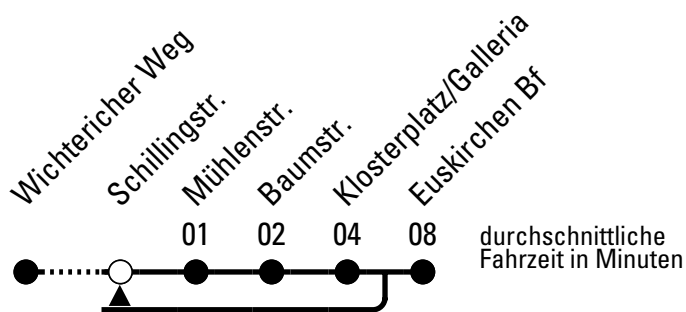 Wichtericher Weg
Schillingstr.
Mühlenstr.
Baumstr.
Klosterplatz/Galleria
Euskirchen Bf
01 02 04 08
durchschnittliche
Fahrzeit in Minuten